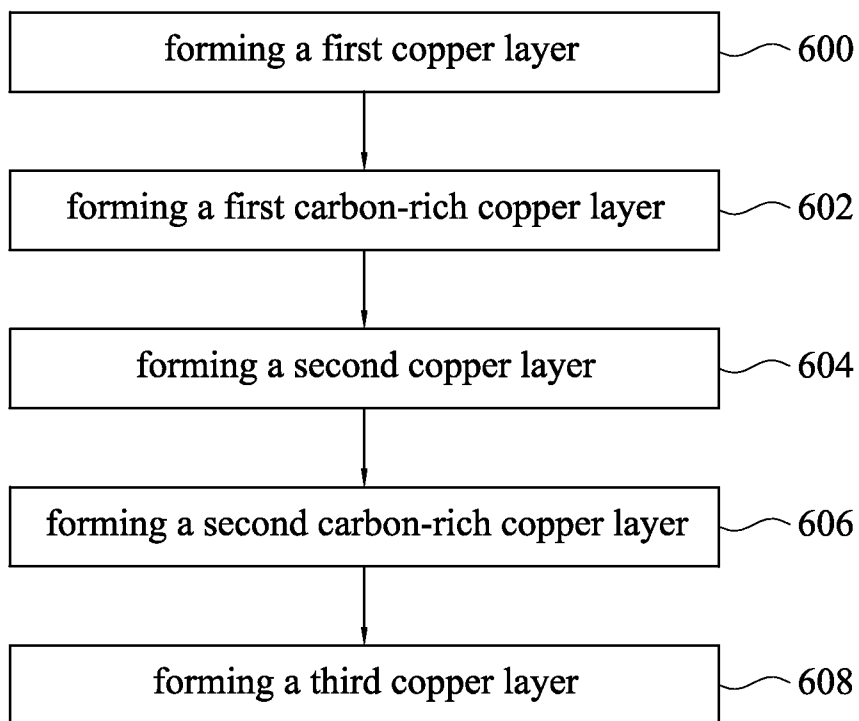 forming a first copper layer 600
forming a first carbon-rich copper layer 602
forming a second copper layer 604
forming a second carbon-rich copper layer 606
forming a third copper layer 608